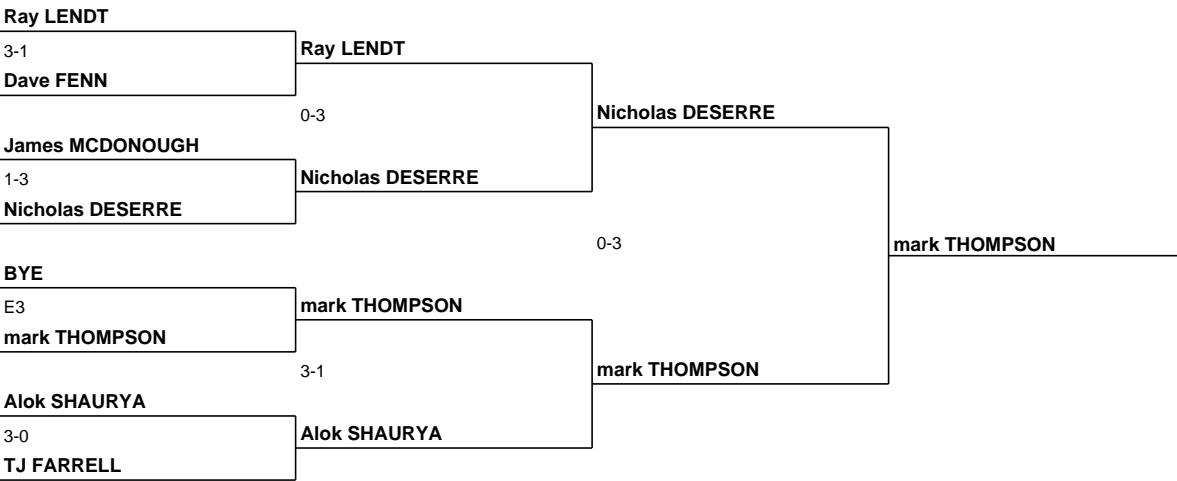 Ray LENDT
3-1
Ray LENDT
Dave FENN
0-3
Nicholas DESERRE
James MCDONOUGH
1-3
Nicholas DESERRE
Nicholas DESERRE
0-3
mark THOMPSON
BYE
E3
mark THOMPSON
mark THOMPSON
3-1
mark THOMPSON
Alok SHAURYA
3-0
Alok SHAURYA
TJ FARRELL